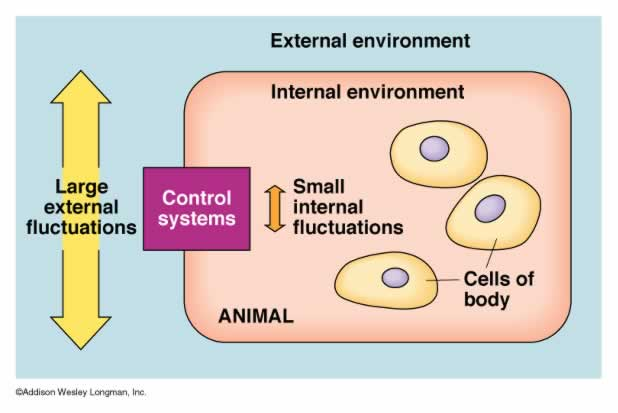 External environment
Internal environment
Large
external
fluctuations
Control
systems
Small
internal
fluctuations
Cells of
body
ANIMAL
©Addison Wesley Longman, Inc.